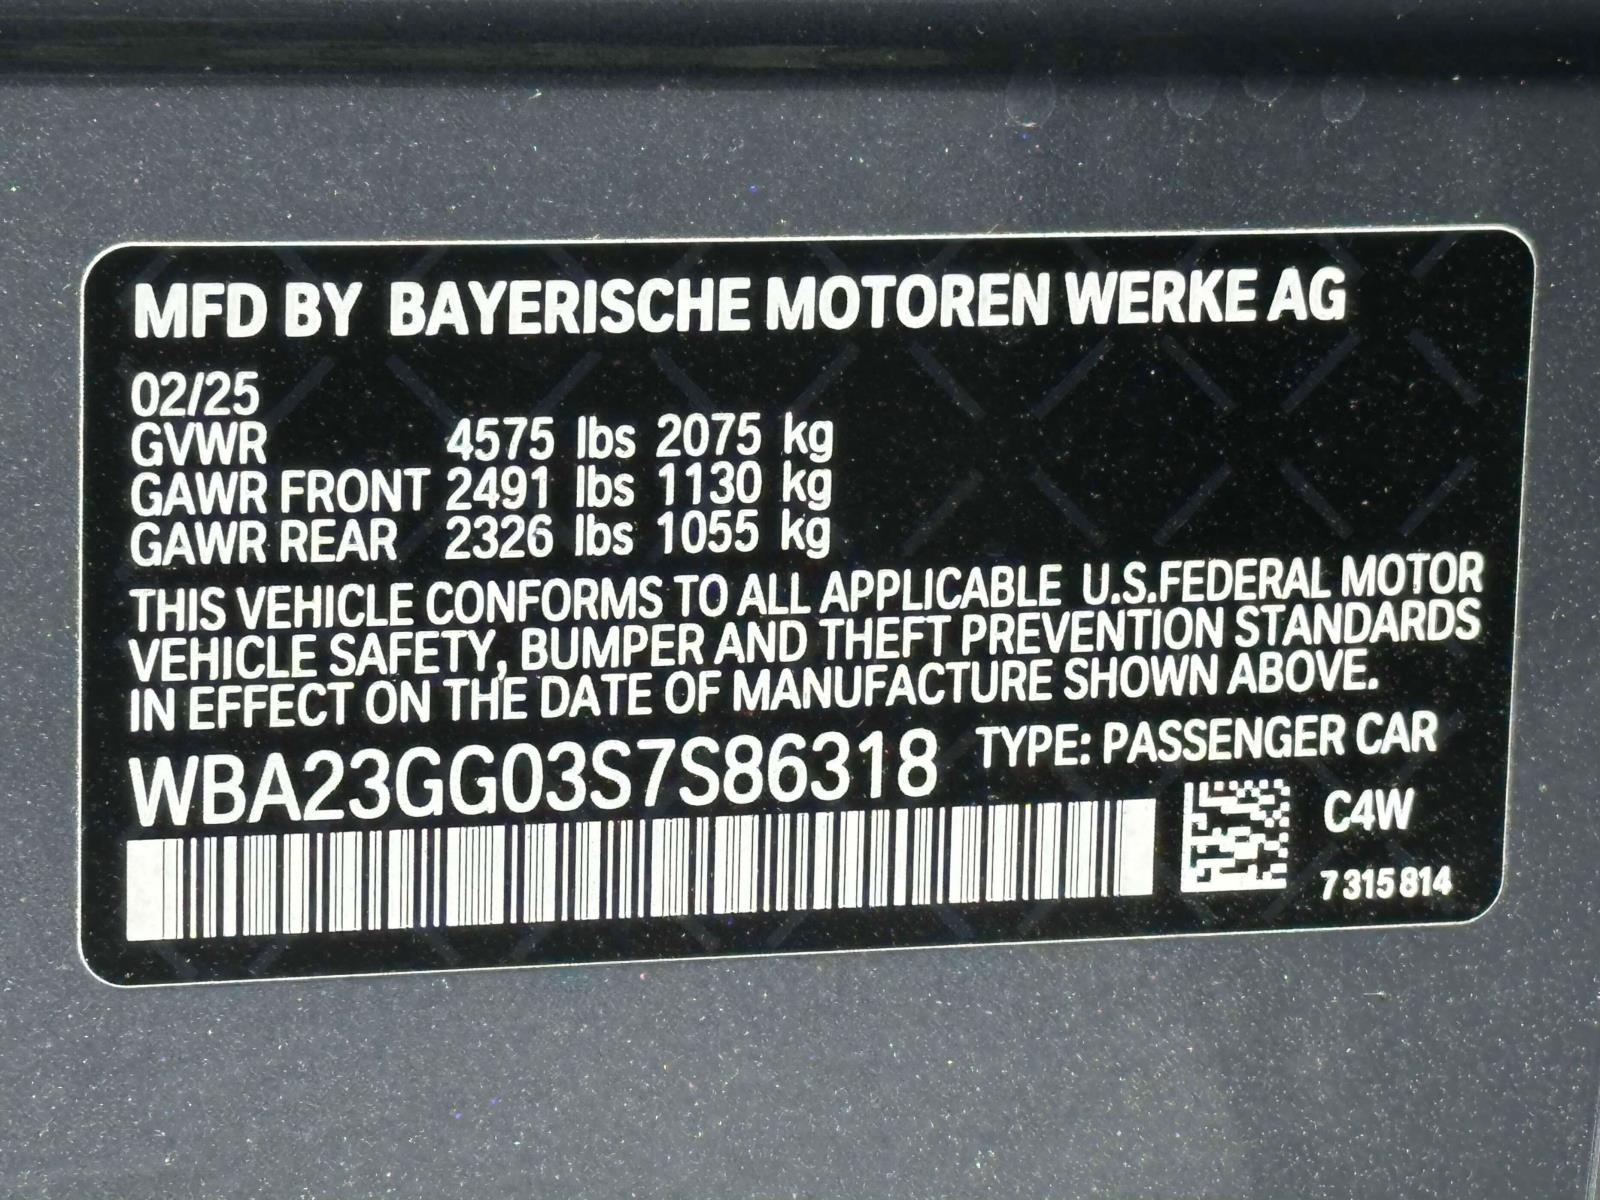 MFD BY BAYERISCHE MOTOREN WERKE AG
02/25
GVWR 4575 lbs 2075 kg
GAWR FRONT 2491 lbs 1130 kg
GAWR REAR 2326 lbs 1055 kg
THIS VEHICLE CONFORMS TO ALL APPLICABLE U.S.FEDERAL MOTOR
VEHICLE SAFETY, BUMPER AND THEFT PREVENTION STANDARDS
IN EFFECT ON THE DATE OF MANUFACTURE SHOWN ABOVE.
WBA23GG03S7S86318 TYPE: PASSENGER CAR
C4W
7 315 814